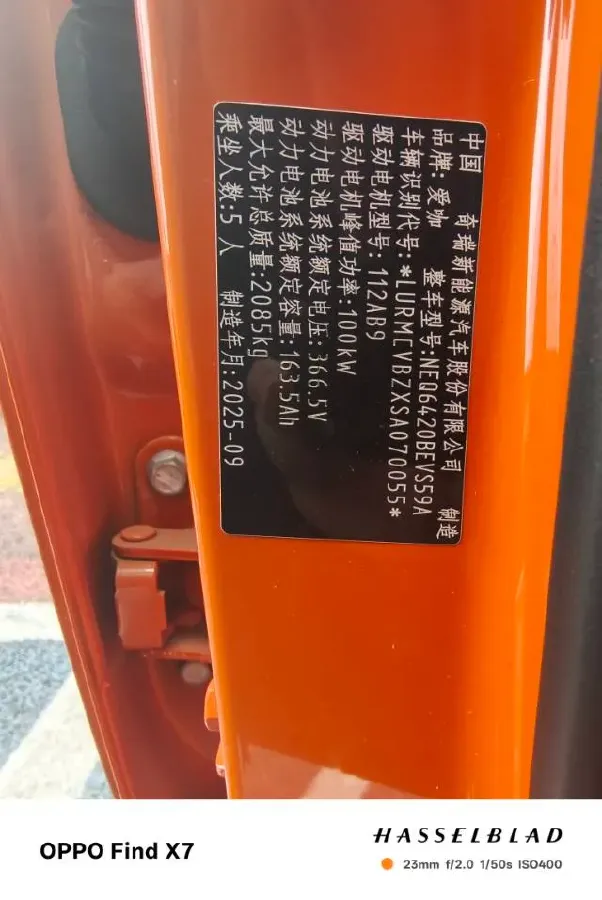 中国 奇瑞新能源汽车股份有限公司 制造
品牌:爱咖 整车型号:NEQ6420BEVS59A
车辆识别代号:*LURMCVBZXSA070055*
驱动电机型号:112AB9
驱动电机峰值功率:100kW
动力电池系统额定电压:366.5V
动力电池系统额定容量:163.5Ah
最大允许总质量:2085kg
乘坐人数:5 人 制造年月:2025-09
OPPO Find X7
HASSELBLAD
23mm f/2.0 1/50s ISO400